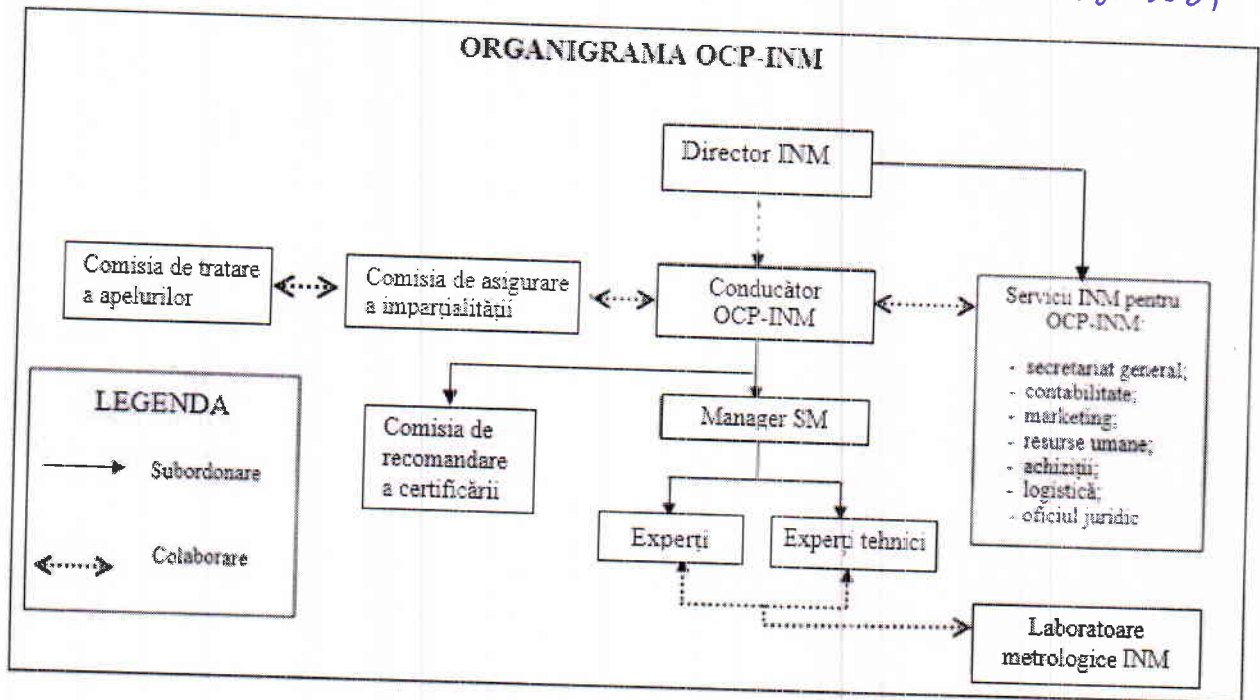 ORGANIGRAMA OCP-INM
Director INM
Comisia de tratare
a apelurilor
Comisia de asigurare
a imparțialității
Conducător
OCP-INM
Servicii INM pentru
OCP-INM:
- secretariat general;
- contabilitate;
- marketing;
- resurse umane;
- achiziții;
- logistică;
- oficiul juridic
LEGENDA
Subordonare
Colaborare
Comisia de
recomandare
a certificării
Manager SM
Experți
Experți tehnici
Laboratoare
metrologice INM